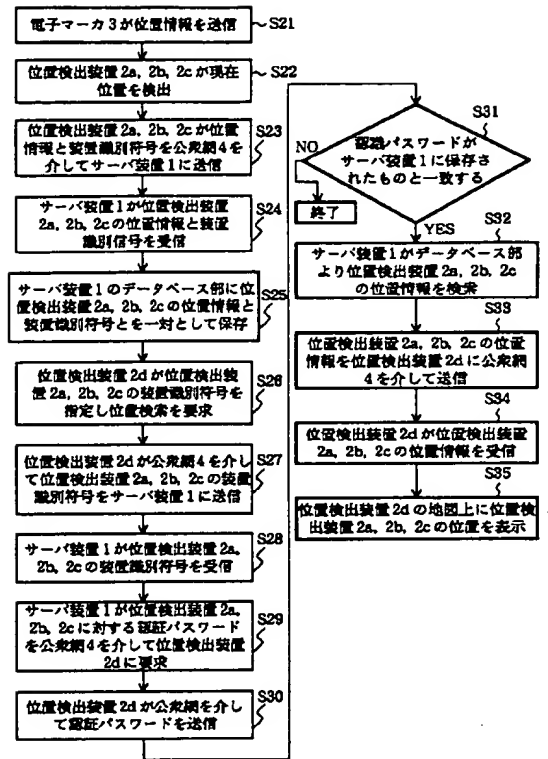 電子マーカ3が位置情報を送信
S21
位置検出装置2a, 2b, 2cが現在
位置を検出
S22
位置検出装置2a, 2b, 2cが位置
情報と装置識別符号を公衆網4を
介してサーバ装置1に送信
S23
サーバ装置1が位置検出装置
2a, 2b, 2cの位置情報と装置
識別信号を受信
S24
サーバ装置1のデータベース部に位
置検出装置2a, 2b, 2cの位置情報と
装置識別符号とを一対として保存
S25
位置検出装置2dが位置検出装
置2a, 2b, 2cの装置識別符号を
指定し位置検索を要求
S26
位置検出装置2dが公衆網4を介し
て位置検出装置2a, 2b, 2cの装置
識別符号をサーバ装置1に送信
S27
サーバ装置1が位置検出装置2a,
2b, 2cの装置識別符号を受信
S28
サーバ装置1が位置検出装置2a,
2b, 2cに対する認証パスワード
を公衆網4を介して位置検出装置
2dに要求
S29
位置検出装置2dが公衆網を介し
て認証パスワードを送信
S30
認識パスワードが
サーバ装置1に保存され
たものと一致する
S31
NO
終了
YES
サーバ装置1がデータベース部
より位置検出装置2a, 2b, 2c
の位置情報を検索
S32
位置検出装置2a, 2b, 2cの位置
情報を位置検出装置2dに公衆網
4を介して送信
S33
位置検出装置2dが位置検出装置
2a, 2b, 2cの位置情報を受信
S34
位置検出装置2dの地図上に位置検
出装置2a, 2b, 2cの位置を表示
S35